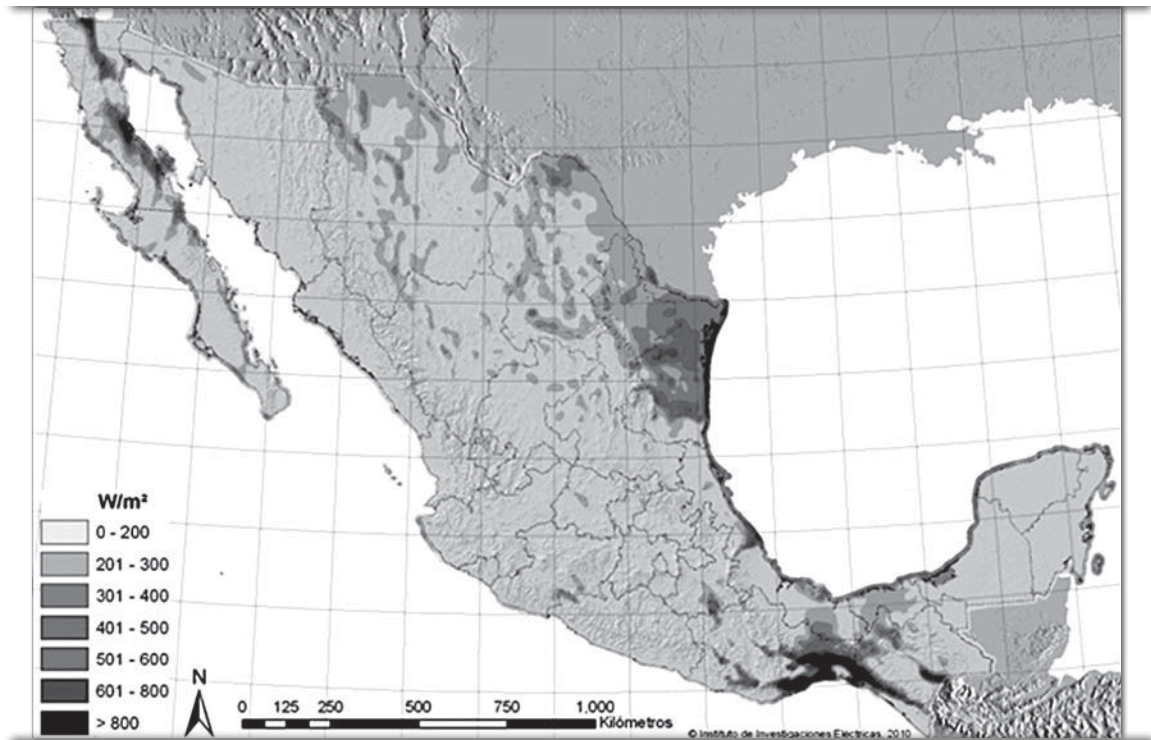 W/m²
0 - 200
201 - 300
301 - 400
401 - 500
501 - 600
601 - 800
> 800
N
0 125 250 500 750 1,000
Kilómetros
© Instituto de Investigaciones Eléctricas, 2010